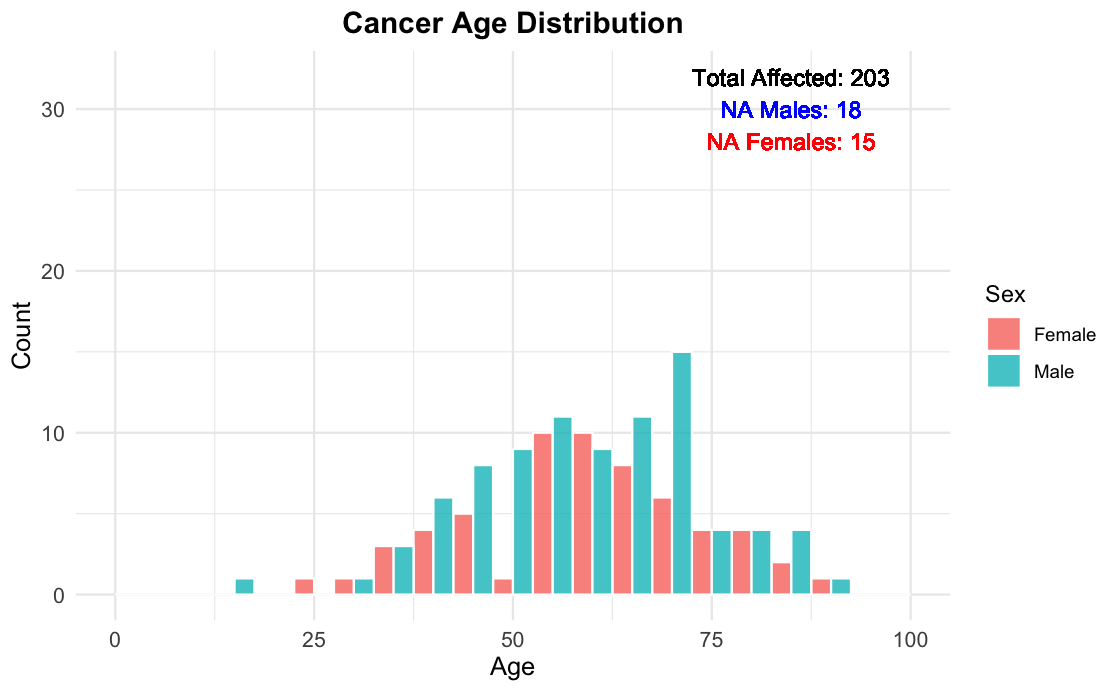 Cancer Age Distribution
Total Affected: 203
NA Males: 18
NA Females: 15
30
20
10
0
Count
0 25 50 75 100
Age
Sex
Female
Male